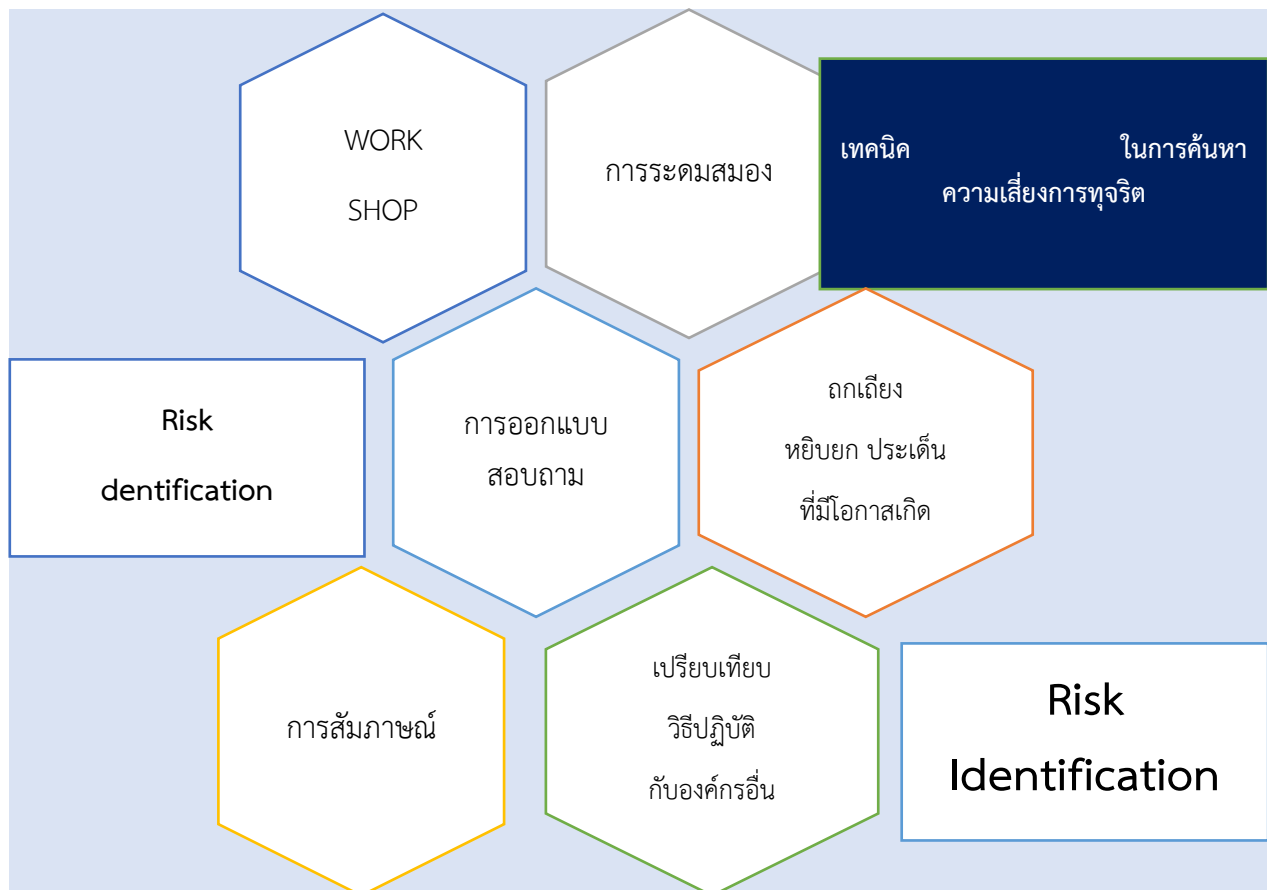 WORK
SHOP
การระดมสมอง
เทคนิค ในการค้นหา
ความเสี่ยงการทุจริต
Risk
dentification
การออกแบบ
สอบถาม
ถกเถียง
หยิบยก ประเด็น
ที่มีโอกาสเกิด
การสัมภาษณ์
เปรียบเทียบ
วิธีปฏิบัติ
กับองค์กรอื่น
Risk
Identification